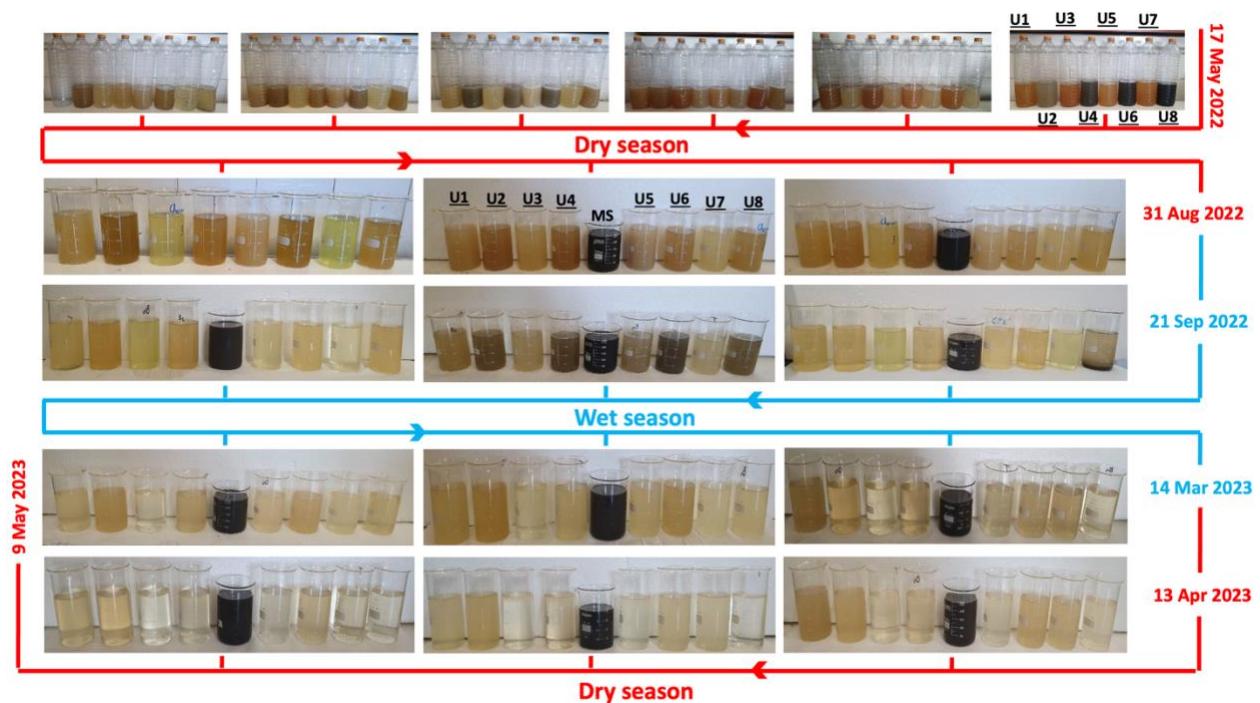 U1 U3 U5 U7
17 May 2022
U2 U4 U6 U8
Dry season
U1 U2 U3 U4 MS U5 U6 U7 U8
31 Aug 2022
21 Sep 2022
Wet season
9 May 2023
14 Mar 2023
13 Apr 2023
Dry season